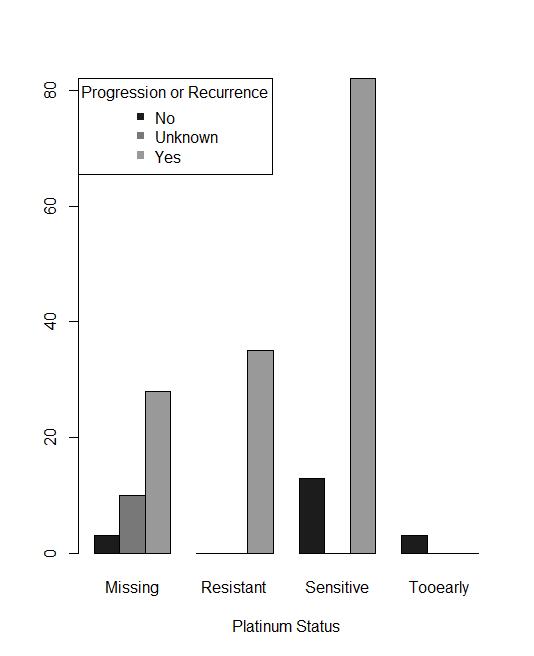 Progression or Recurrence
No
Unknown
Yes
80
60
40
20
0
Missing Resistant Sensitive Tooearly
Platinum Status